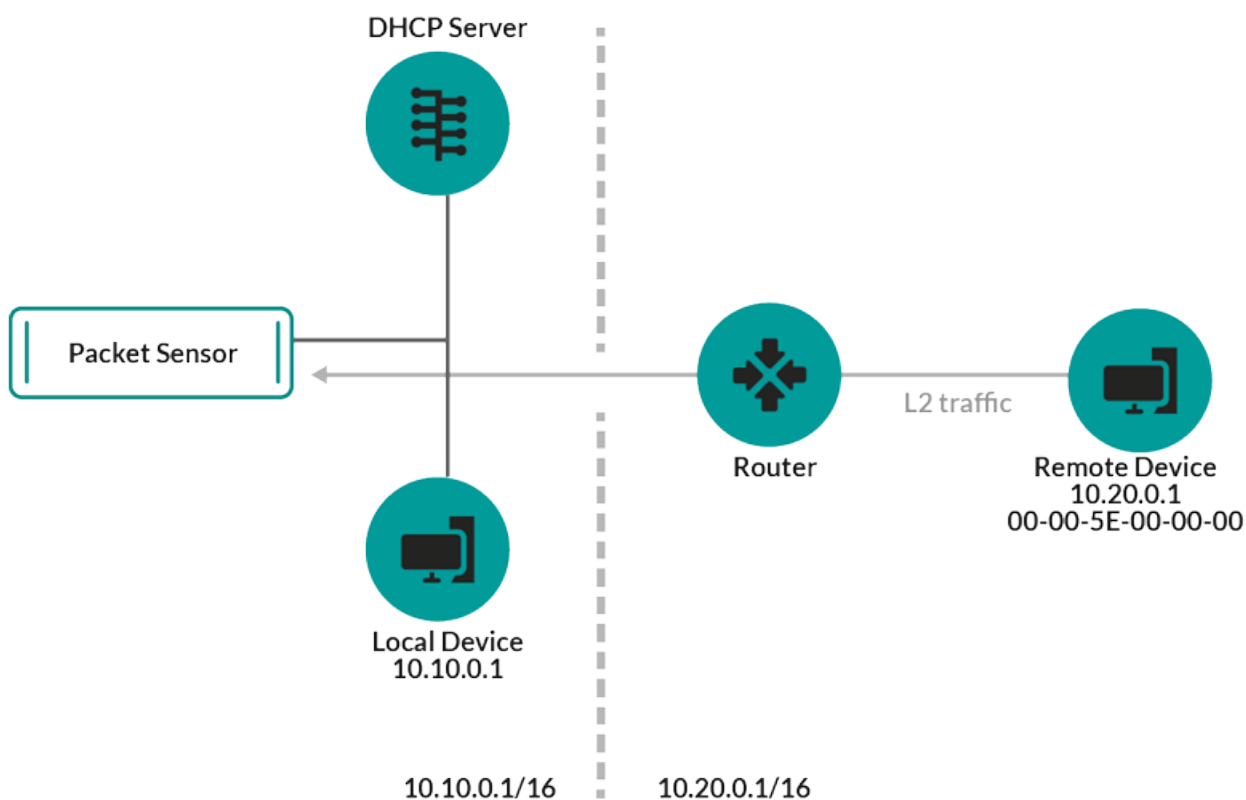 DHCP Server
Packet Sensor
L2 traffic
Router
Remote Device
10.20.0.1
00-00-5E-00-00-00
Local Device
10.10.0.1
10.10.0.1/16
10.20.0.1/16